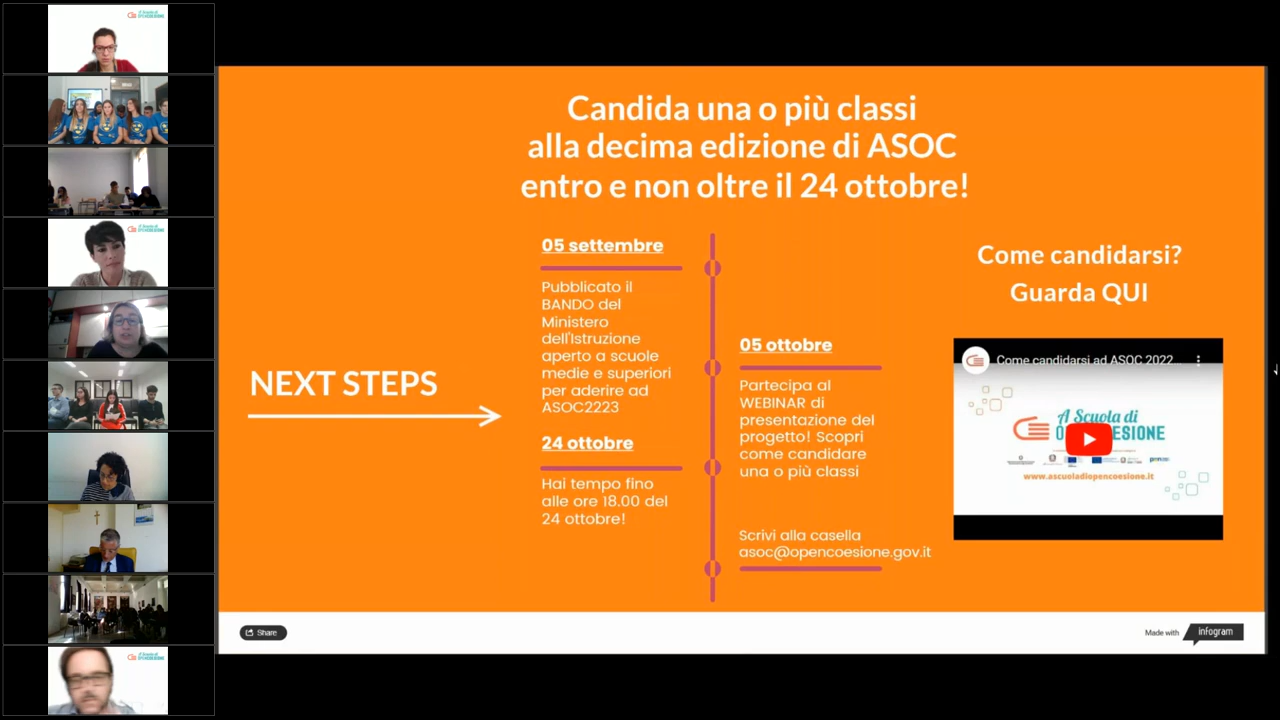 Candida una o più classi
alla decima edizione di ASOC
entro e non oltre il 24 ottobre!
NEXT STEPS
05 settembre
Pubblicato il
BANDO del
Ministero
dell'Istruzione
aperto a scuole
medie e superiori
per aderire ad
ASOC2223
24 ottobre
Hai tempo fino
alle ore 18.00 del
24 ottobre!
05 ottobre
Partecipa al
WEBINAR di
presentazione del
progetto! Scopri
come candidare
una o più classi
Scrivi alla casella
asoc@opencoesione.gov.it
Come candidarsi?
Guarda QUI
Come candidarsi ad ASOC 2022...
A Scuola di
OPENCOESIONE
www.ascuoladiopencoesione.it
Share
Made with
infogram